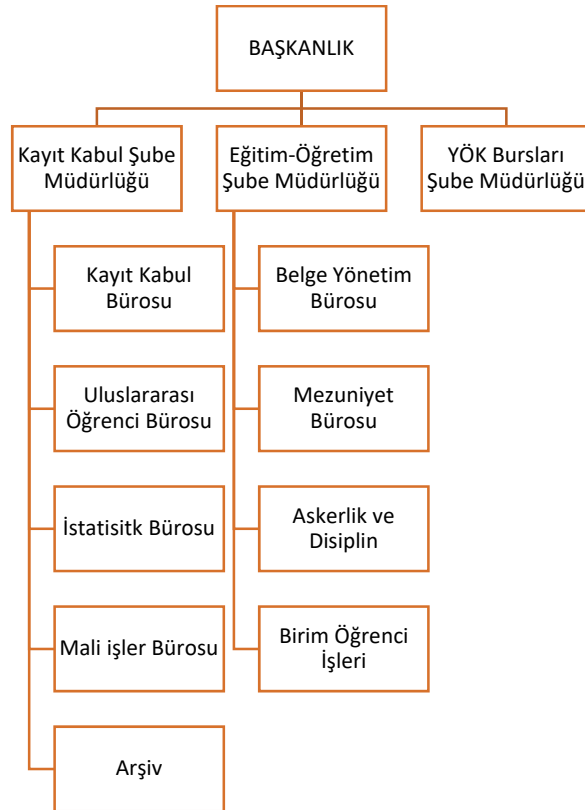 BAŞKANLIK
Kayıt Kabul Şube
Müdürlüğü
Eğitim-Öğretim
Şube Müdürlüğü
YÖK Bursları
Şube Müdürlüğü
Kayıt Kabul
Bürosu
Belge Yönetim
Bürosu
Uluslararası
Öğrenci Bürosu
Mezuniyet
Bürosu
İstatisitk Bürosu
Askerlik ve
Disiplin
Mali işler Bürosu
Birim Öğrenci
İşleri
Arşiv